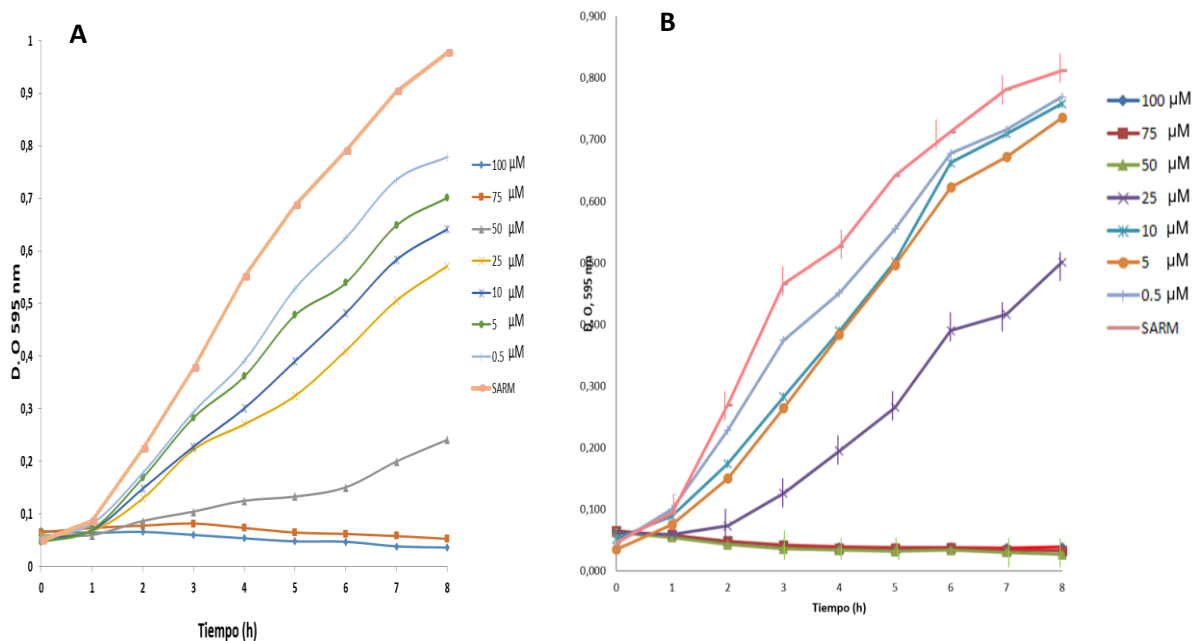 A
D. O 595 nm
1
0,9
0,8
0,7
0,6
0,5
0,4
0,3
0,2
0,1
0
0 1 2 3 4 5 6 7 8
Tiempo (h)
100 µM
75 µM
50 µM
25 µM
10 µM
5 µM
0.5 µM
SARM
B
D. O, 595 nm
0,900
0,800
0,700
0,600
0,500
0,400
0,300
0,200
0,100
0,000
0 1 2 3 4 5 6 7 8
Tiempo (h)
100 µM
75 µM
50 µM
25 µM
10 µM
5 µM
0.5 µM
SARM